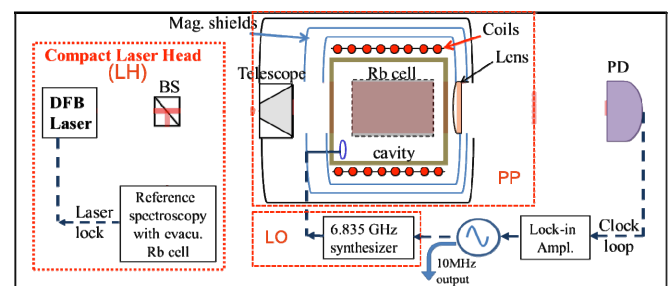 Mag. shields
Compact Laser Head
(LH)
BS
DFB
Laser
Telescope
Rb cell
Coils
Lens
PD
cavity
PP
Laser
lock
Reference
spectroscopy
with evacu.
Rb cell
LO
6.835 GHz
synthesizer
10MHz
output
Lock-in
Ampl.
Clock
loop